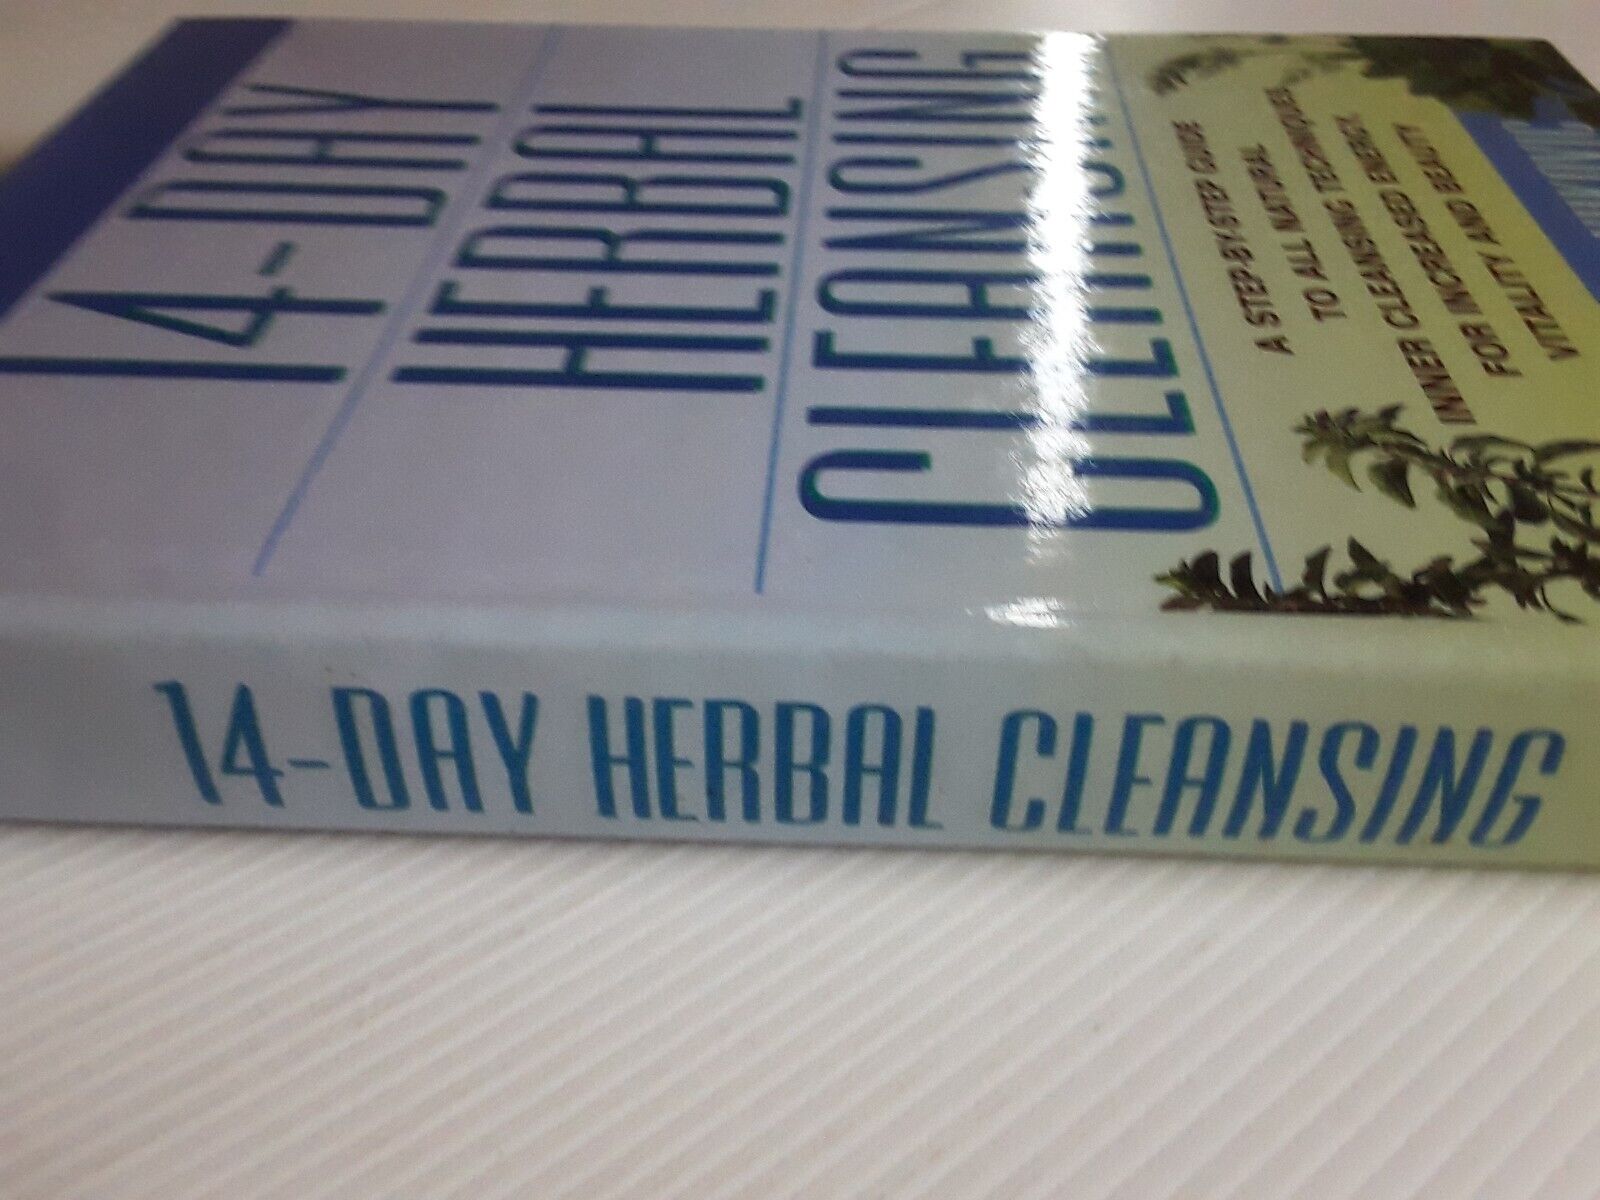 14-DAY
HERBAL
CLEANSING
A STEP-BY-STEP GUIDE
TO ALL NATURAL
INNER CLEANSING TECHNIQUES
FOR INCREASED ENERGY,
VITALITY AND BEAUTY
14-DAY HERBAL CLEANSING